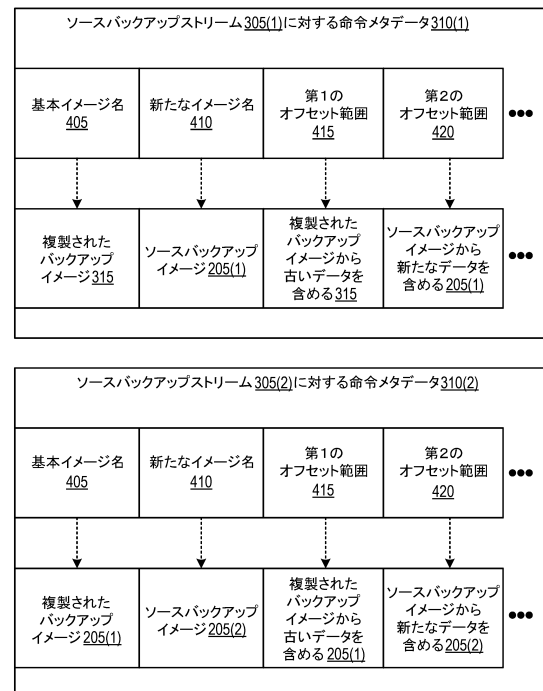 ソースバックアップストリーム305(1)に対する命令メタデータ310(1)
基本イメージ名
405
新たなイメージ名
410
第1の
オフセット範囲
415
第2の
オフセット範囲
420
●●●
複製された
バックアップ
イメージ315
ソースバックアップ
イメージ205(1)
複製された
バックアップ
イメージから
古いデータを
含める315
ソースバックアップ
イメージから
新たなデータを
含める205(1)
●●●
ソースバックアップストリーム305(2)に対する命令メタデータ310(2)
基本イメージ名
405
新たなイメージ名
410
第1の
オフセット範囲
415
第2の
オフセット範囲
420
●●●
複製された
バックアップ
イメージ205(1)
ソースバックアップ
イメージ205(2)
複製された
バックアップ
イメージから
古いデータを
含める205(1)
ソースバックアップ
イメージから
新たなデータを
含める205(2)
●●●